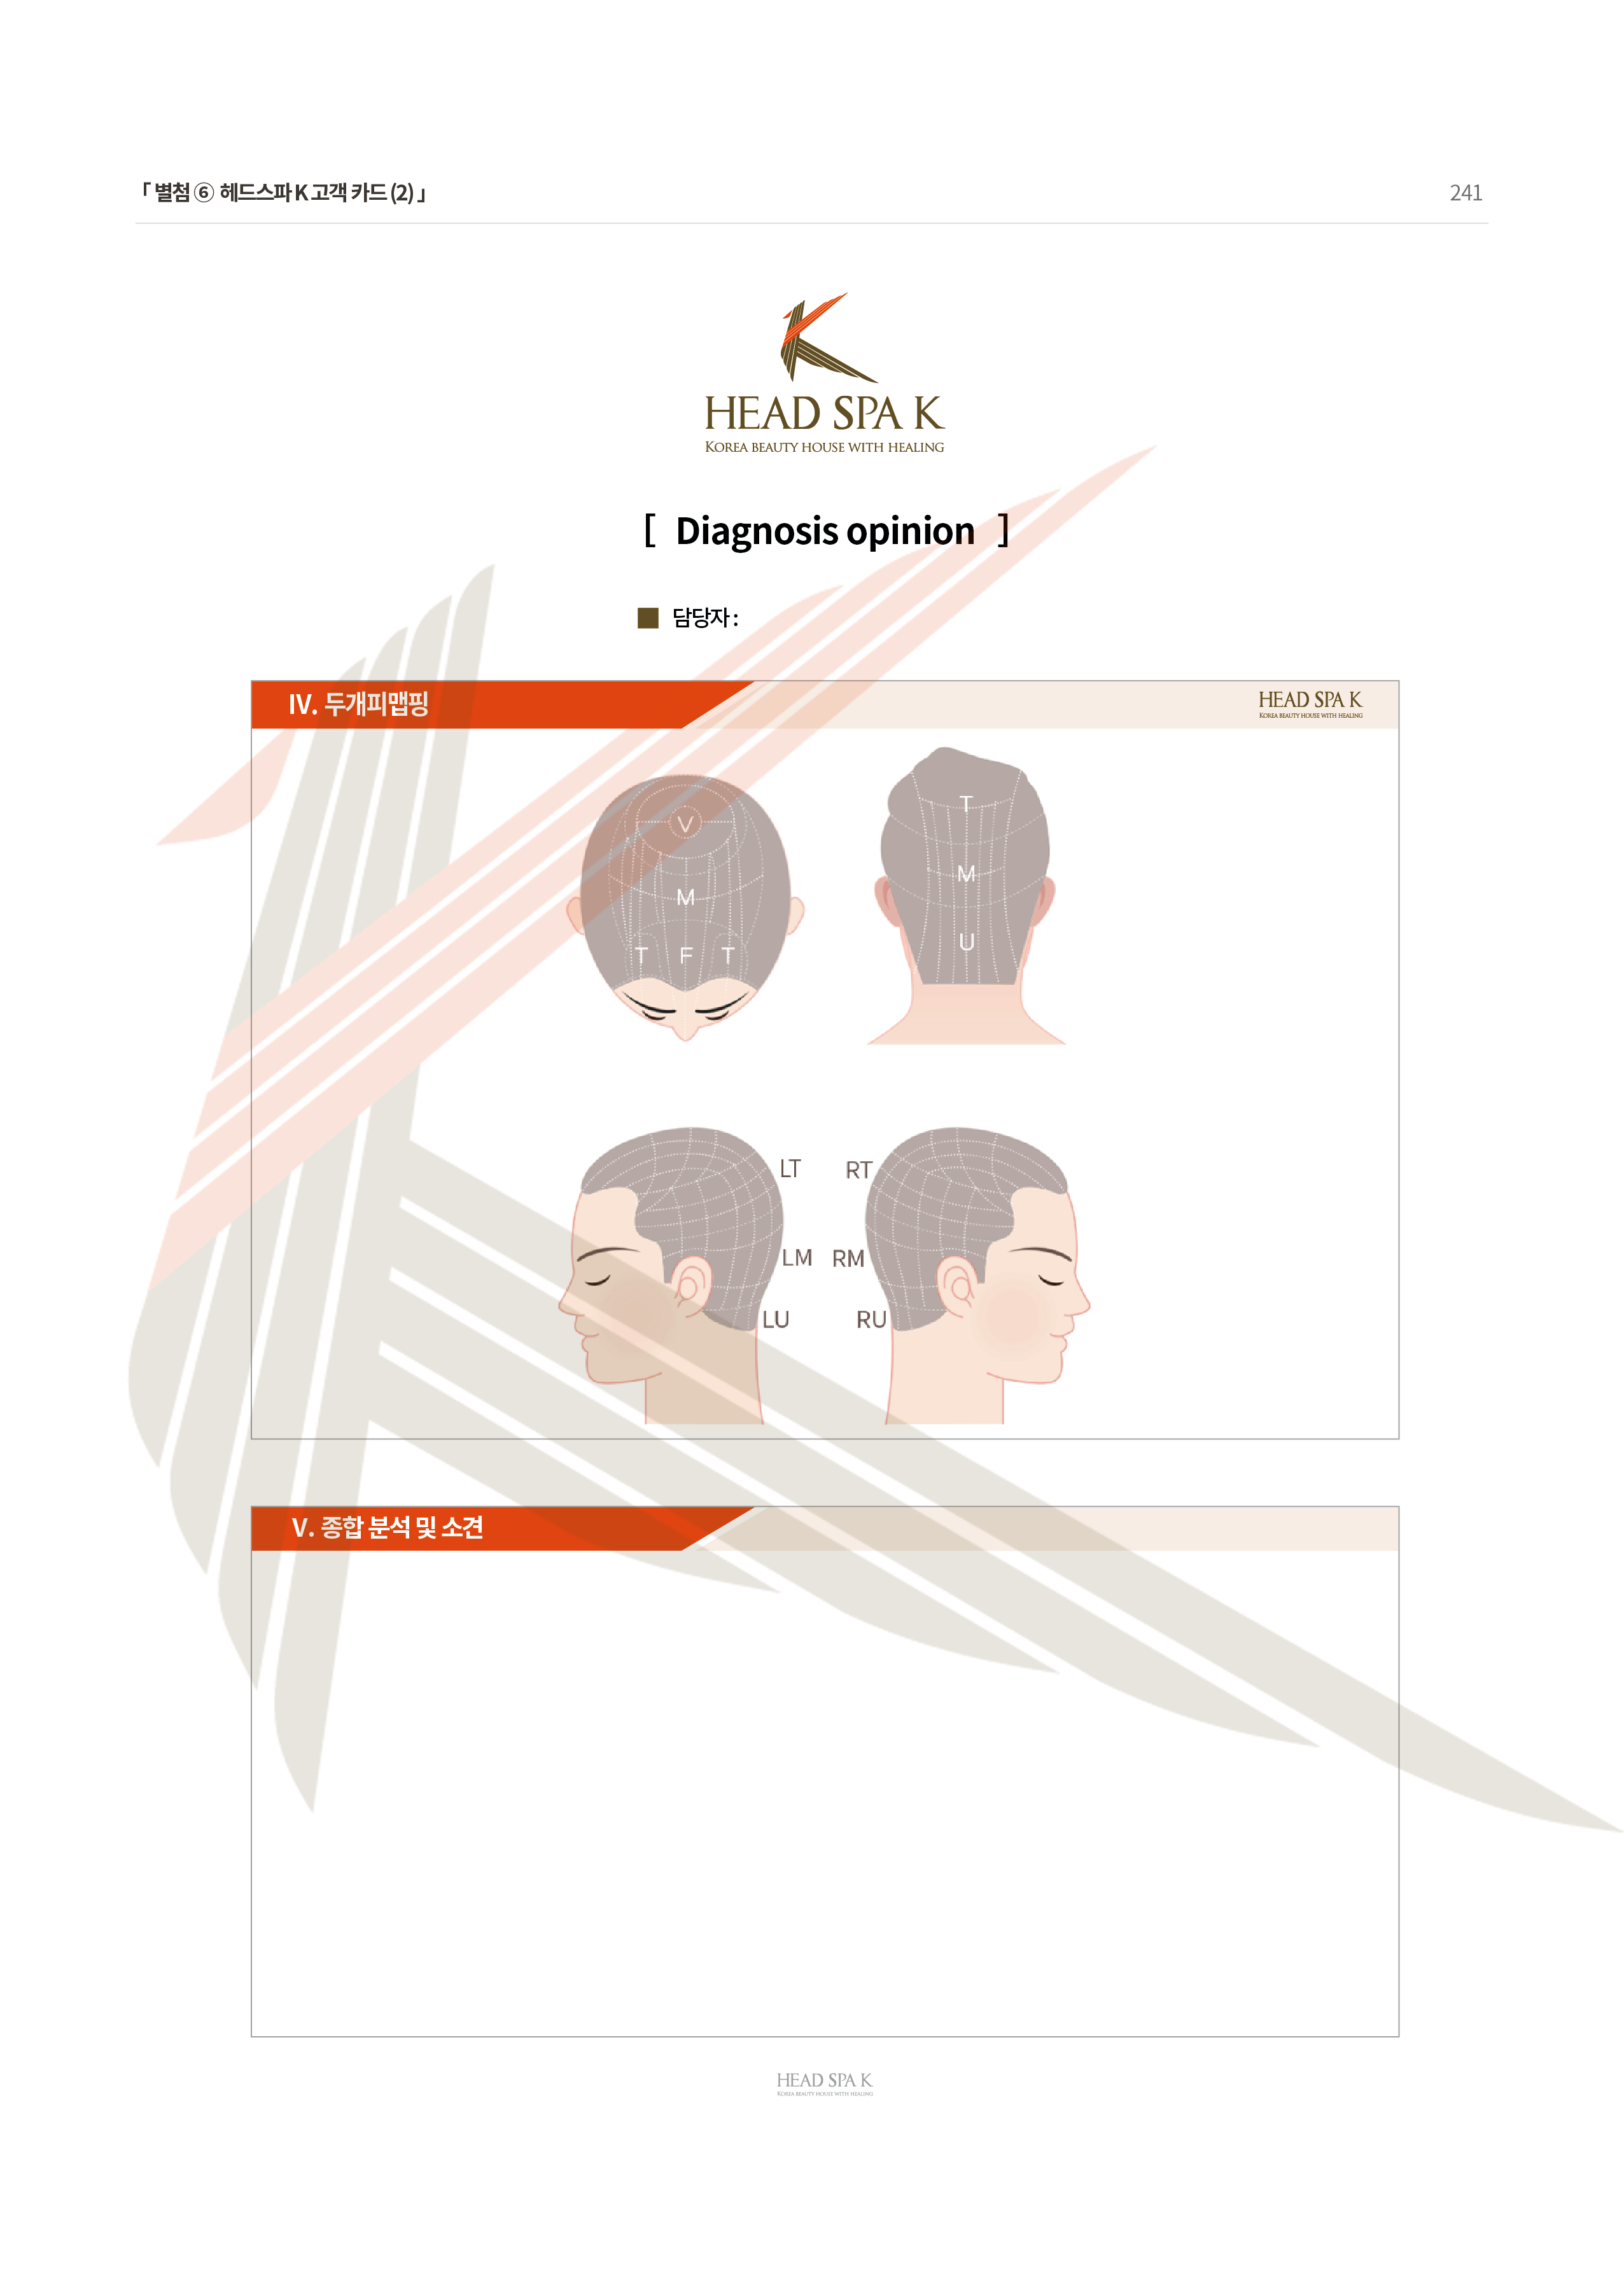 「별첨 ⑥ 헤드스파 K 고객 카드 (2)」
241
HEAD SPA K
KOREA BEAUTY HOUSE WITH HEALING
[ Diagnosis opinion ]
담당자 :
IV. 두개피맵핑
HEAD SPA K
KOREA BEAUTY HOUSE WITH HEALING
V
M
T F T
T
M
U
LT RT
LM RM
LU RU
V. 종합 분석 및 소견
HEAD SPA K
KOREA BEAUTY HOUSE WITH HEALING